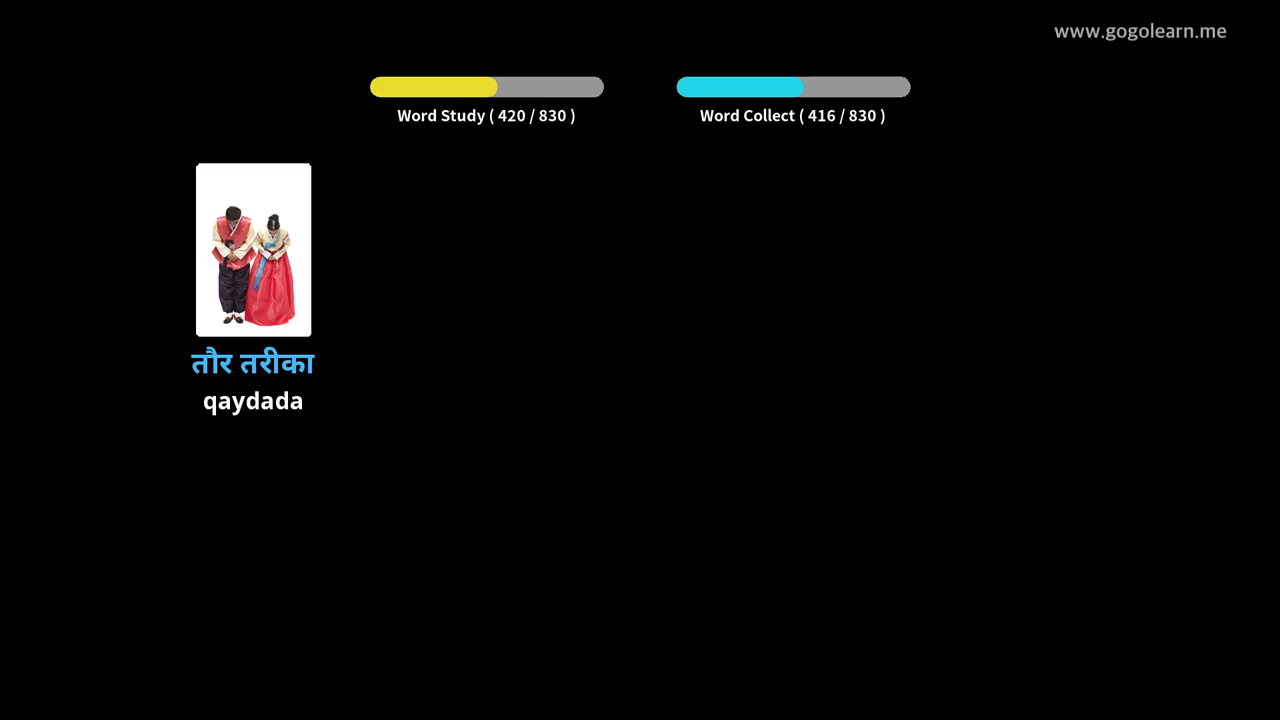 www.gogolearn.me
Word Study ( 420 / 830 )
Word Collect ( 416 / 830 )
तौर तरीका
qaydada